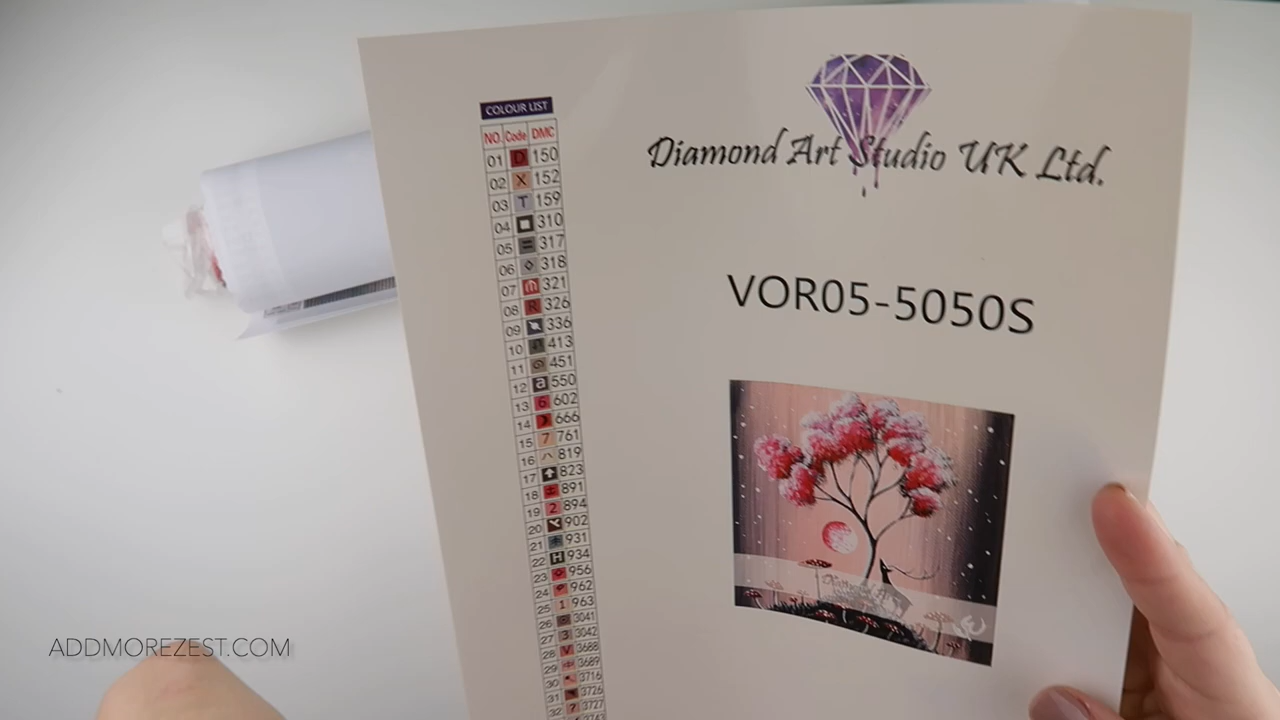 COLOUR LIST
NO. Code DMC
01 D 150
02 X 152
03 T 159
04 310
05 = 317
06 318
07 m 321
08 R 326
09 336
10 413
11 451
12 a 550
13 6 602
14 666
15 7 761
16 819
17 823
18 891
19 2 894
20 902
21 931
22 H 934
23 956
24 962
25 1 963
26 3041
27 3 3042
28 V 3688
29 3689
30 3716
31 3726
32 ? 3727
3743
Diamond Art Studio UK Ltd.
VOR05-5050S
ADDMOREZEST.COM